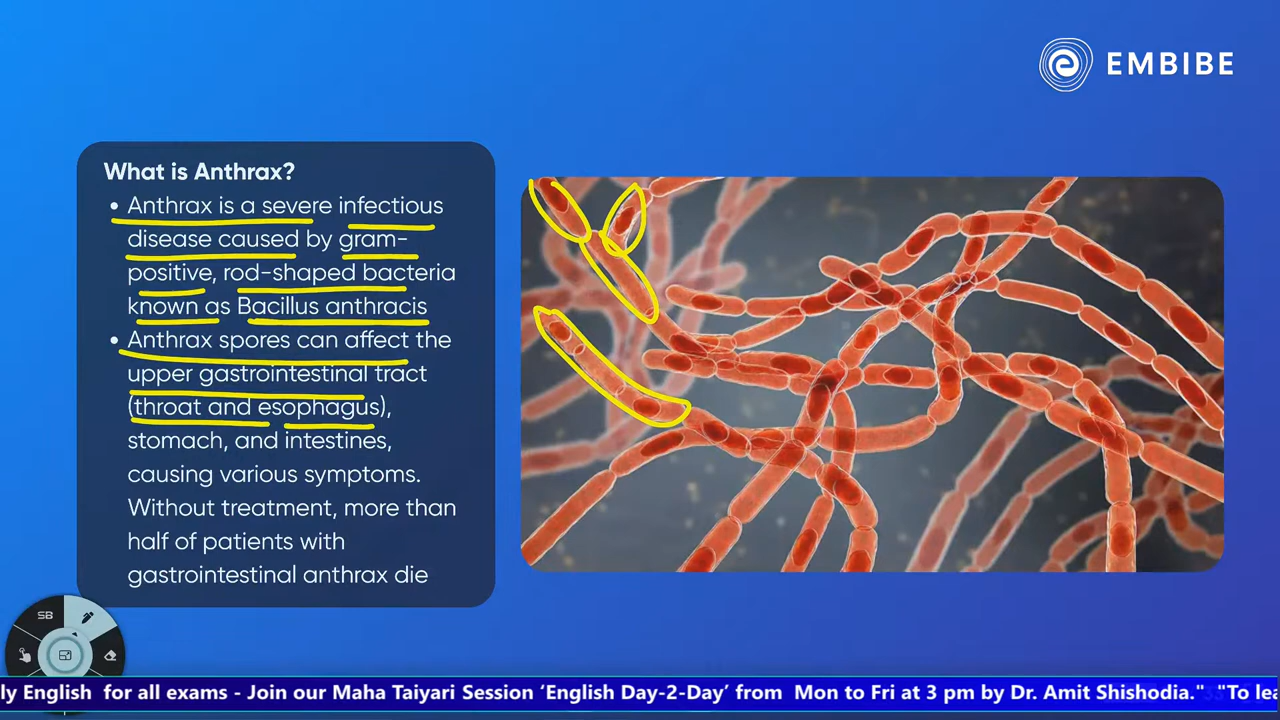 EMBIBE
What is Anthrax?
• Anthrax is a severe infectious
disease caused by gram-
positive, rod-shaped bacteria
known as Bacillus anthracis
• Anthrax spores can affect the
upper gastrointestinal tract
(throat and esophagus),
stomach, and intestines,
causing various symptoms.
Without treatment, more than
half of patients with
gastrointestinal anthrax die
SB
ly English for all exams - Join our Maha Taiyari Session ‘English Day-2-Day’ from Mon to Fri at 3 pm by Dr. Amit Shishodia." "To lea